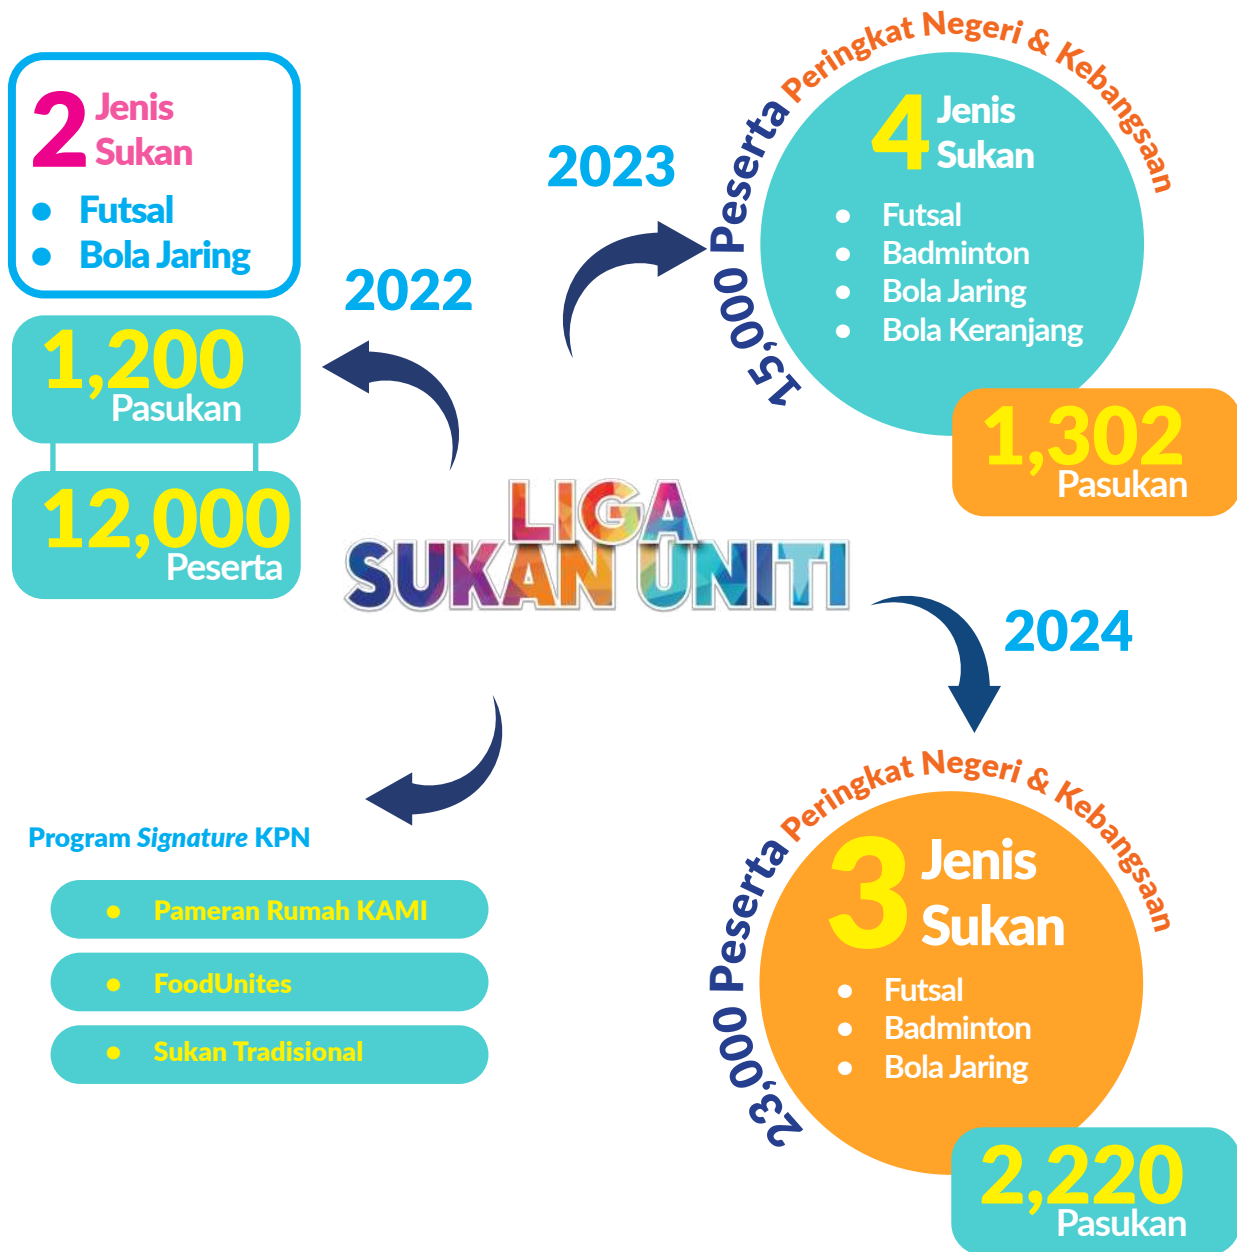 2 Jenis
Sukan
• Futsal
• Bola Jaring
1,200
Pasukan
12,000
Peserta
2022
2023
15,000 Peserta Peringkat Negeri & Kebangsaan
4 Jenis
Sukan
• Futsal
• Badminton
• Bola Jaring
• Bola Keranjang
1,302
Pasukan
LIGA
SUKAN UNITI
2024
23,000 Peserta Peringkat Negeri & Kebangsaan
3 Jenis
Sukan
• Futsal
• Badminton
• Bola Jaring
2,220
Pasukan
Program Signature KPN
• Pameran Rumah KAMI
• FoodUnites
• Sukan Tradisional